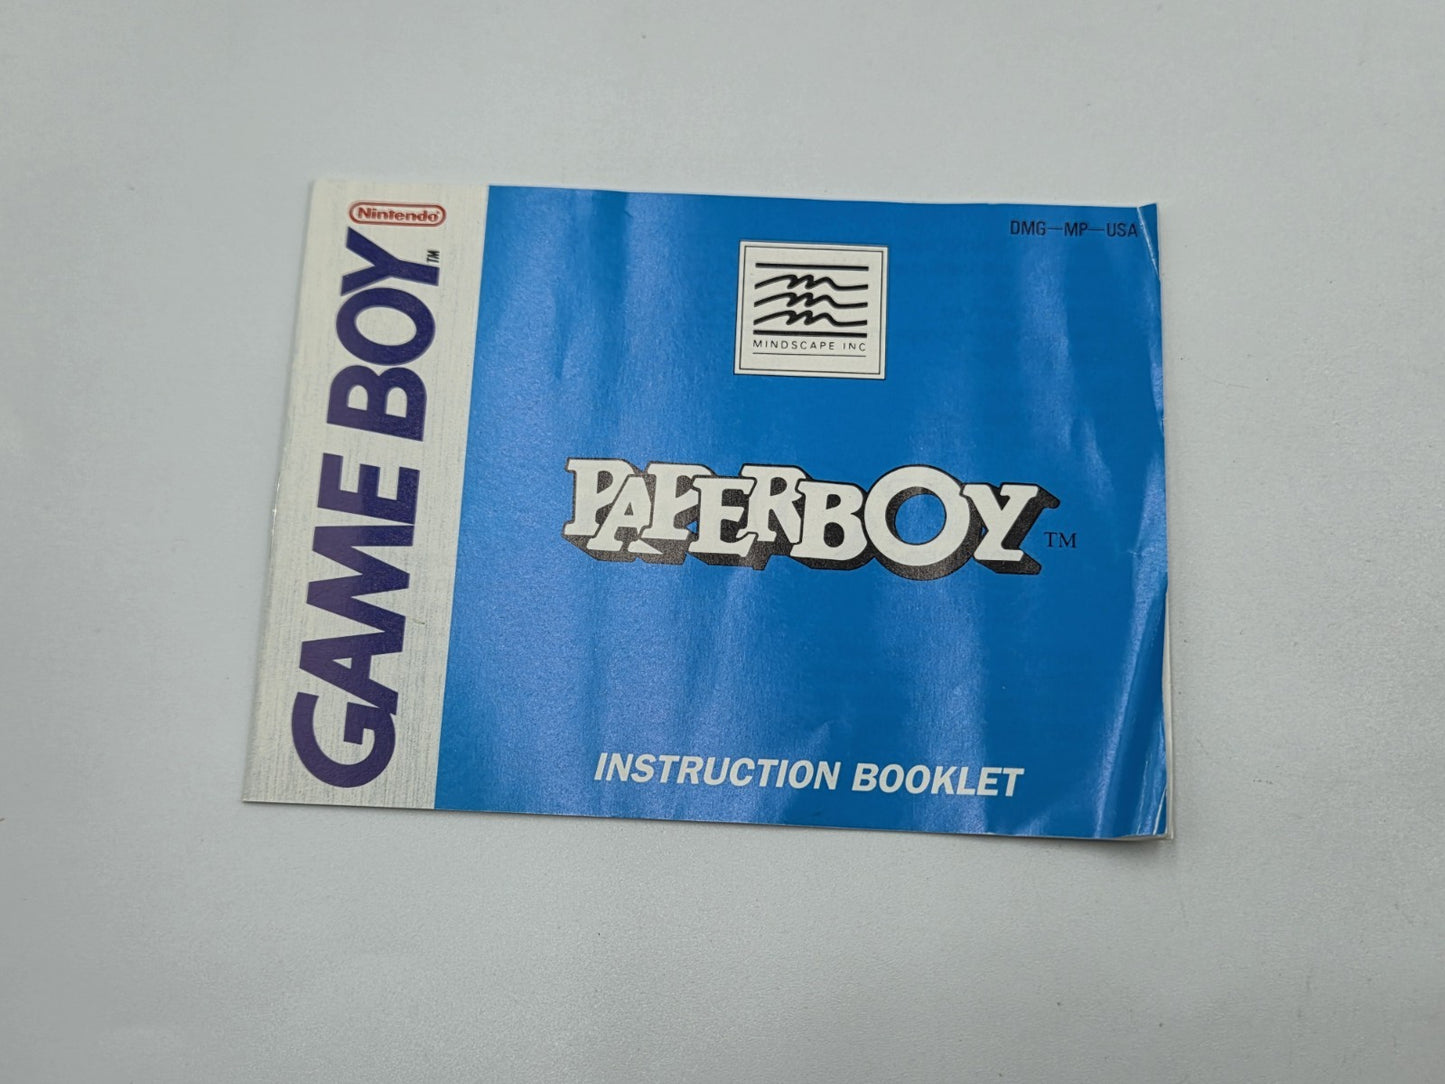 Nintendo
GAME BOY™
DMG-MP-USA
MINDSCAPE INC
PAPERBOY™
INSTRUCTION BOOKLET